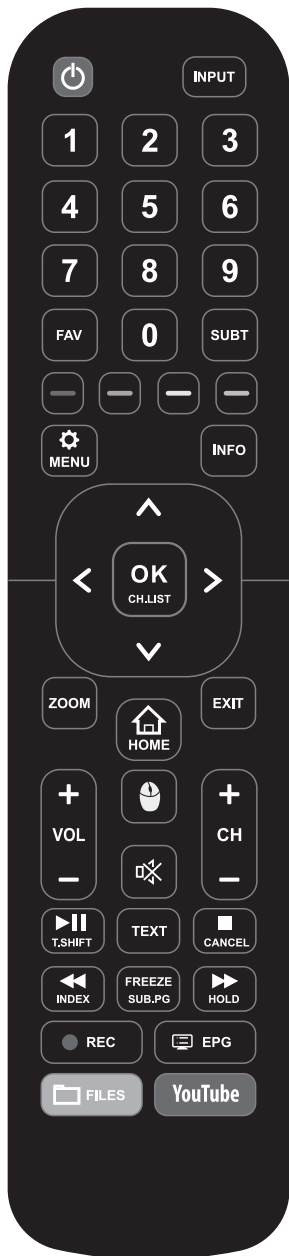 INPUT
1 2 3
4 5 6
7 8 9
FAV 0 SUBT
MENU INFO
OK
CH.LIST
ZOOM EXIT
HOME
+ +
VOL CH
− −
T.SHIFT TEXT CANCEL
INDEX FREEZE HOLD
SUB.PG
REC EPG
FILES YouTube